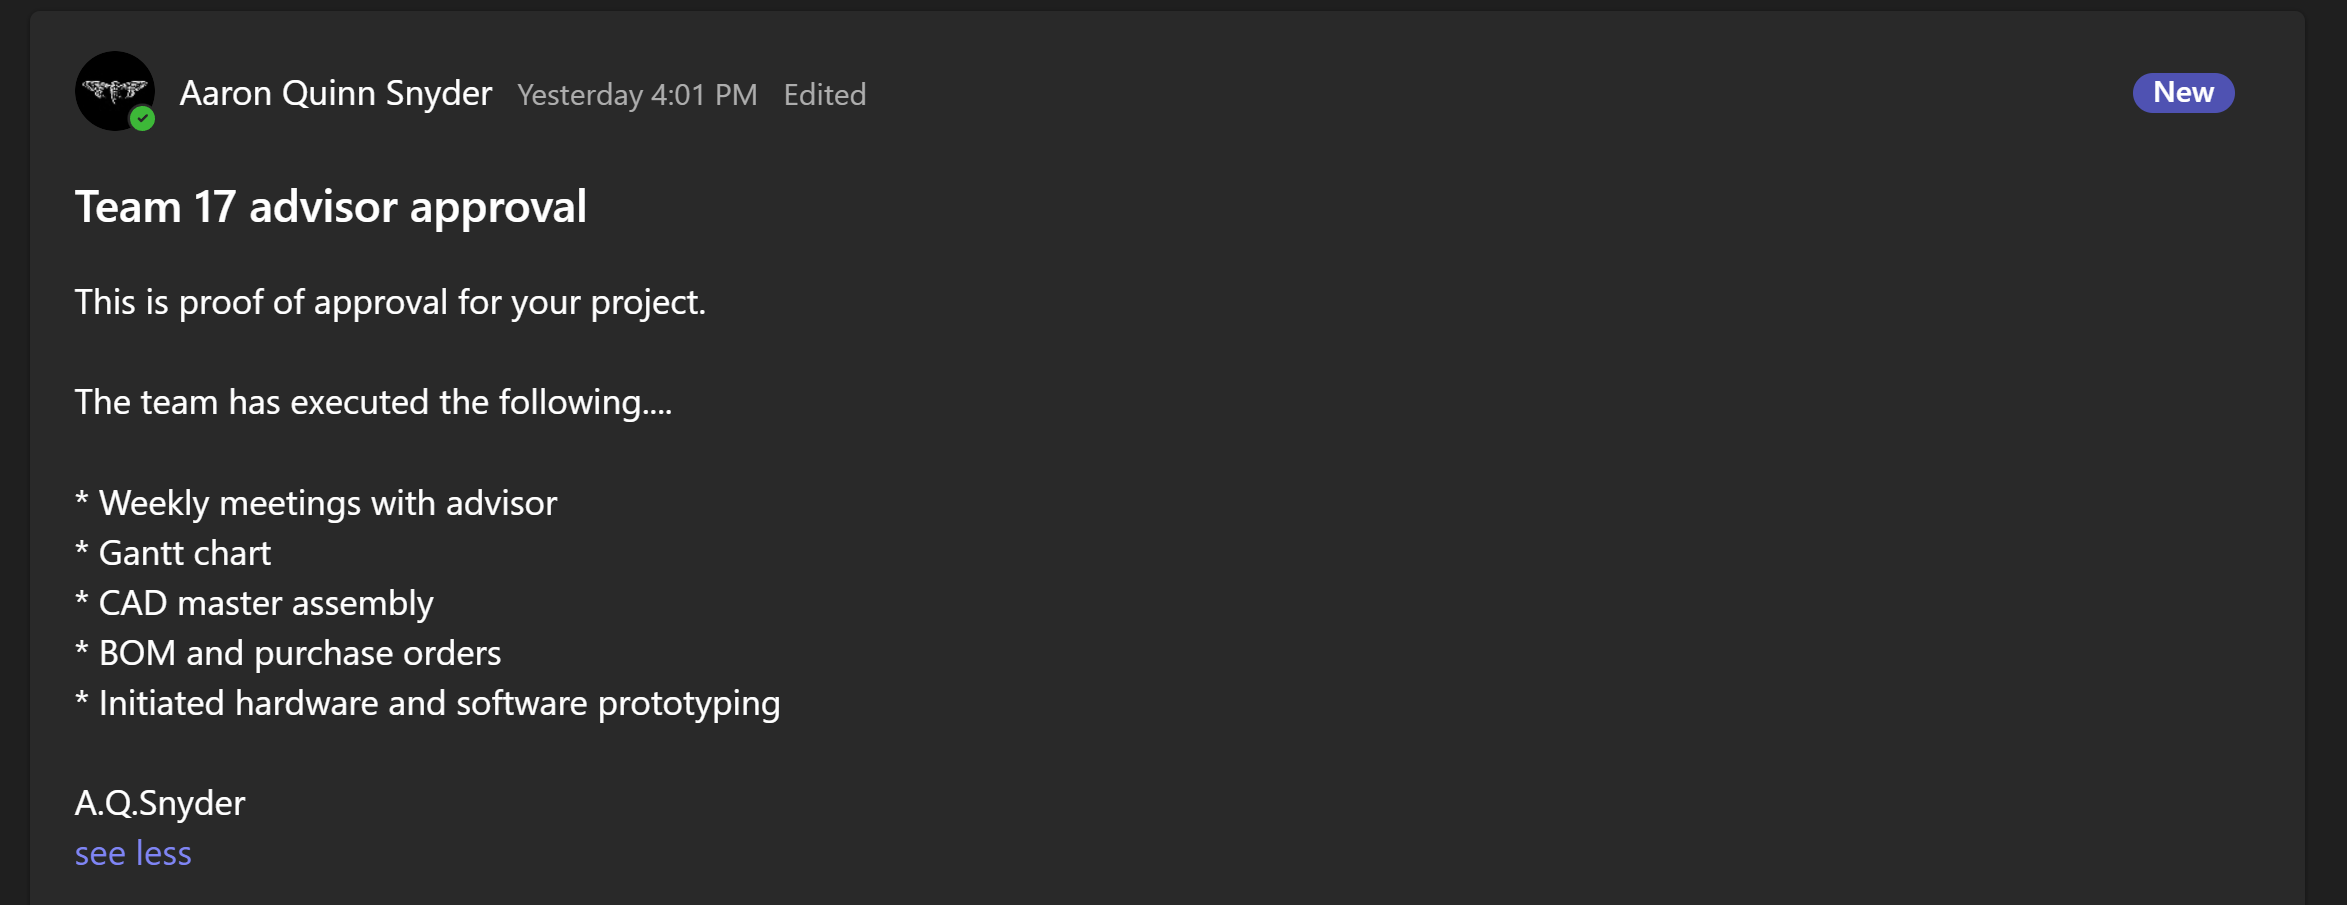 Aaron Quinn Snyder Yesterday 4:01 PM Edited New
Team 17 advisor approval
This is proof of approval for your project.
The team has executed the following....
* Weekly meetings with advisor
* Gantt chart
* CAD master assembly
* BOM and purchase orders
* Initiated hardware and software prototyping
A.Q.Snyder
see less